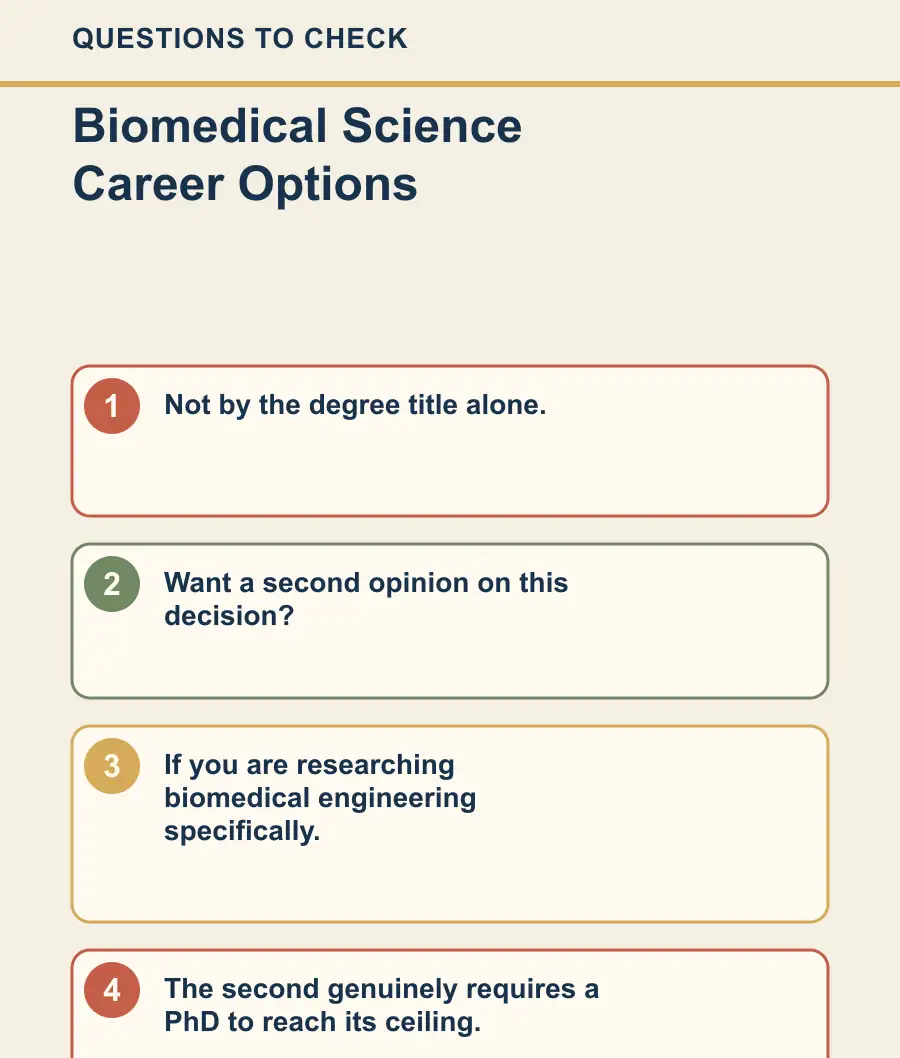 QUESTIONS TO CHECK
Biomedical Science
Career Options
1
Not by the degree title alone.
2
Want a second opinion on this
decision?
3
If you are researching
biomedical engineering
specifically.
4
The second genuinely requires a
PhD to reach its ceiling.